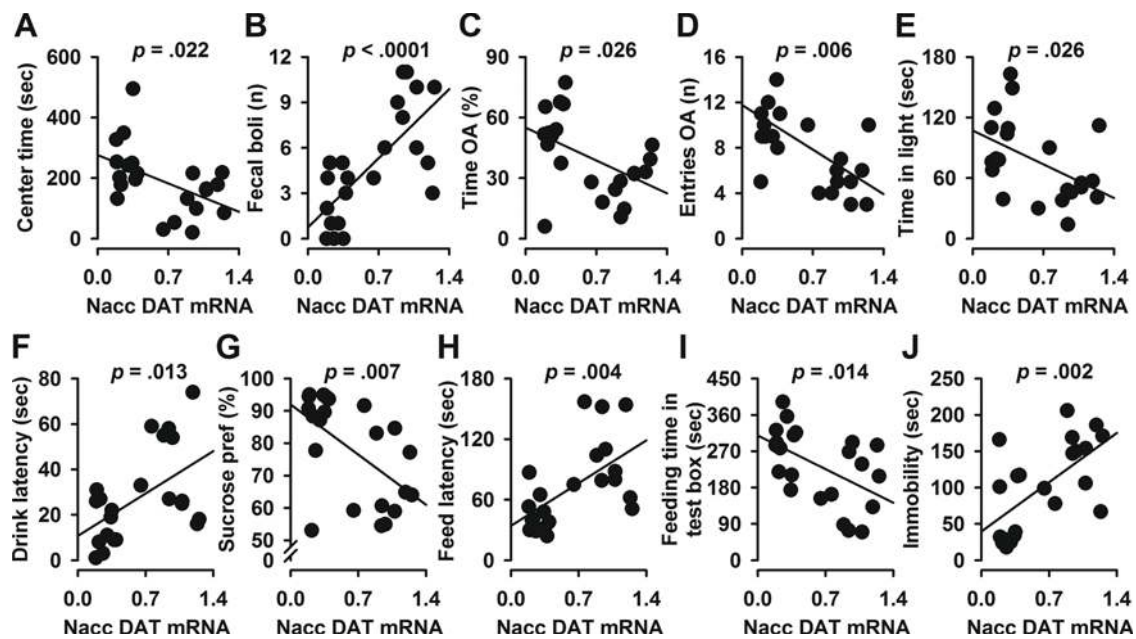 A
p = .022
Center time (sec)
600
400
200
0
0.0 0.7 1.4
Nacc DAT mRNA
B
p < .0001
Fecal boli (n)
12
9
6
3
0
0.0 0.7 1.4
Nacc DAT mRNA
C
p = .026
Time OA (%)
90
60
30
0
0.0 0.7 1.4
Nacc DAT mRNA
D
p = .006
Entries OA (n)
16
12
8
4
0
0.0 0.7 1.4
Nacc DAT mRNA
E
p = .026
Time in light (sec)
180
120
60
0
0.0 0.7 1.4
Nacc DAT mRNA
F
p = .013
Drink latency (sec)
80
60
40
20
0
0.0 0.7 1.4
Nacc DAT mRNA
G
p = .007
Sucrose pref (%)
100
90
80
70
60
50
0.0 0.7 1.4
Nacc DAT mRNA
H
p = .004
Feed latency (sec)
180
120
60
0
0.0 0.7 1.4
Nacc DAT mRNA
I
p = .014
Feeding time in
test box (sec)
450
360
270
180
90
0
0.0 0.7 1.4
Nacc DAT mRNA
J
p = .002
Immobility (sec)
250
200
150
100
50
0
0.0 0.7 1.4
Nacc DAT mRNA